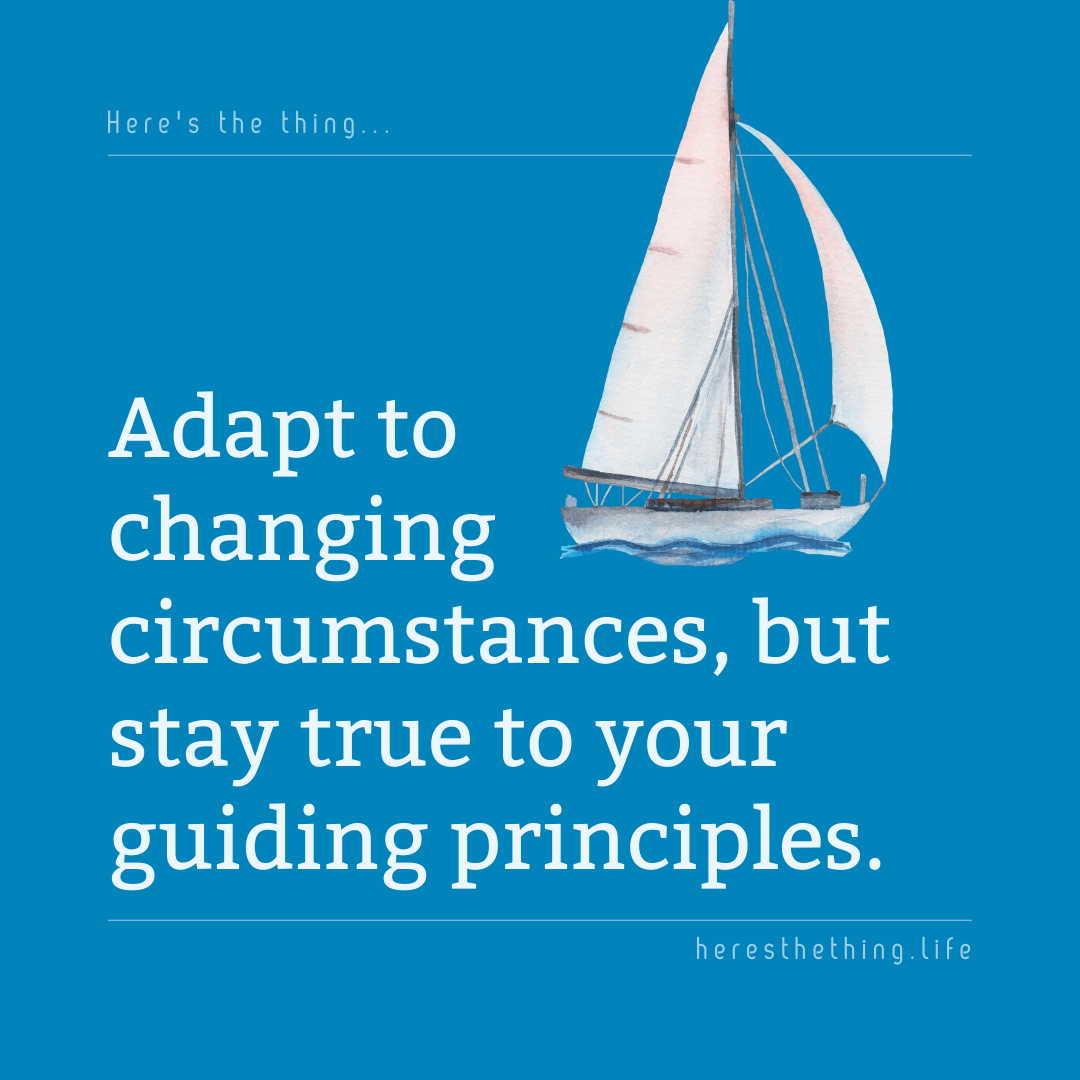 Here's the thing...
Adapt to
changing
circumstances, but
stay true to your
guiding principles.
heresthething.life